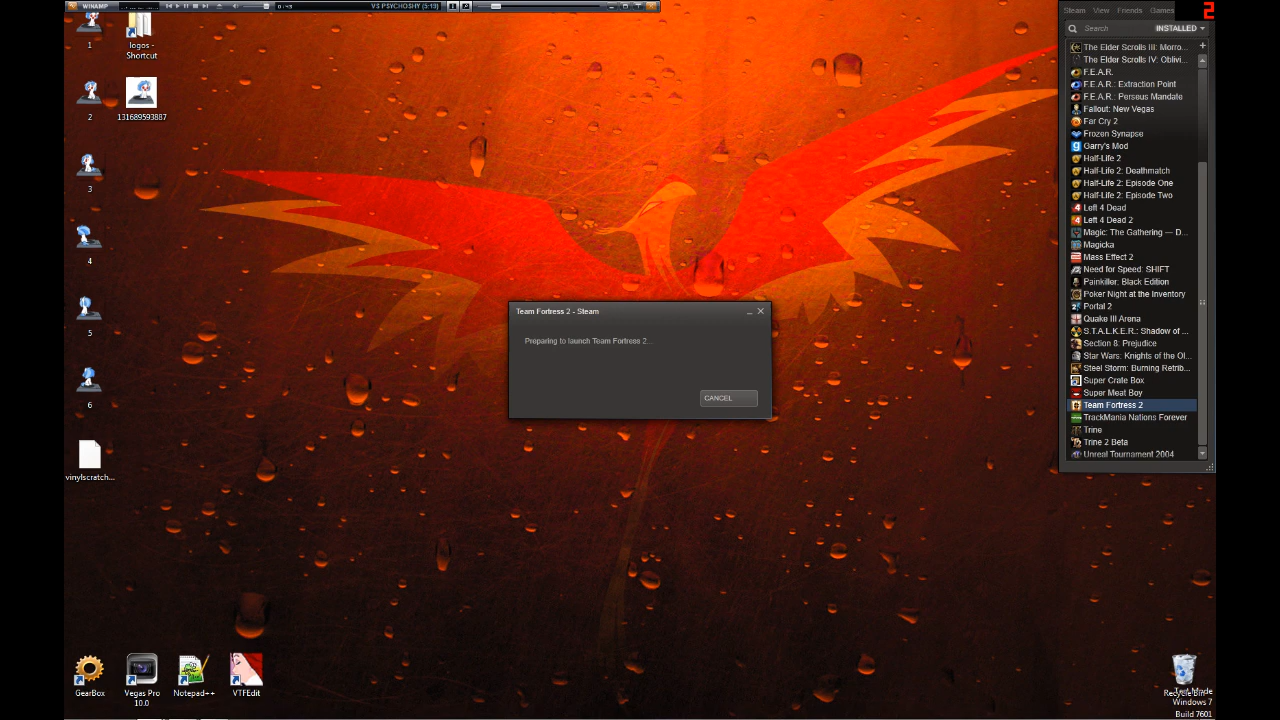 WINAMP
0:43
VS PSYCHOSHY (5:13)
Steam View Friends Games
2
Search
INSTALLED
The Elder Scrolls III: Morro...
The Elder Scrolls IV: Oblivi...
F.E.A.R.
F.E.A.R.: Extraction Point
F.E.A.R.: Perseus Mandate
Fallout: New Vegas
Far Cry 2
Frozen Synapse
Garry's Mod
Half-Life 2
Half-Life 2: Deathmatch
Half-Life 2: Episode One
Half-Life 2: Episode Two
Left 4 Dead
Left 4 Dead 2
Magic: The Gathering — D...
Magicka
Mass Effect 2
Need for Speed: SHIFT
Painkiller: Black Edition
Poker Night at the Inventory
Portal 2
Quake III Arena
S.T.A.L.K.E.R.: Shadow of ...
Section 8: Prejudice
Star Wars: Knights of the Ol...
Steel Storm: Burning Retrib...
Super Crate Box
Super Meat Boy
Team Fortress 2
TrackMania Nations Forever
Trine
Trine 2 Beta
Unreal Tournament 2004
1
logos -
Shortcut
2
131689593887
3
4
5
6
vinylscratch...
Team Fortress 2 - Steam
Preparing to launch Team Fortress 2...
CANCEL
GearBox
Vegas Pro
10.0
Notepad++
VTFEdit
Recycle Bin
Test Mode
Windows 7
Build 7601